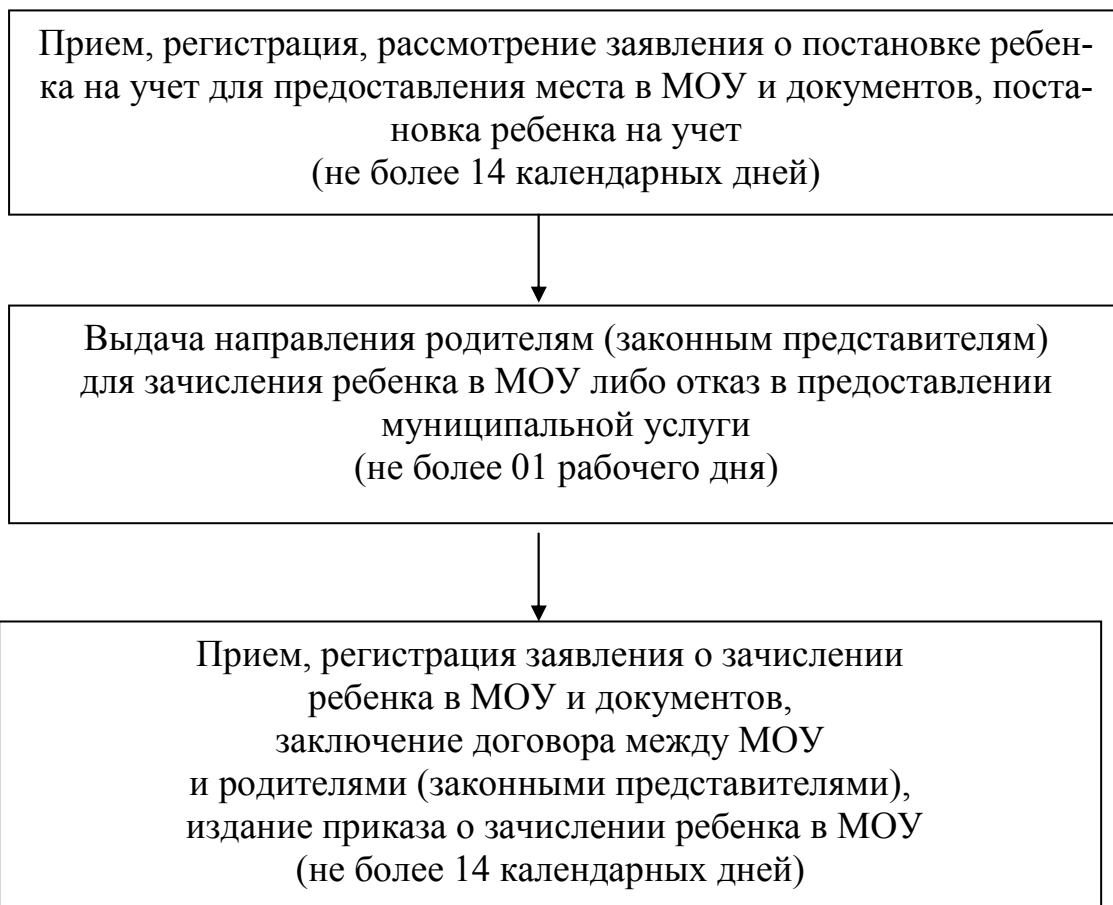 Прием, регистрация, рассмотрение заявления о постановке ребен-
ка на учет для предоставления места в МОУ и документов, поста-
новка ребенка на учет
(не более 14 календарных дней)
Выдача направления родителям (законным представителям)
для зачисления ребенка в МОУ либо отказ в предоставлении
муниципальной услуги
(не более 01 рабочего дня)
Прием, регистрация заявления о зачислении
ребенка в МОУ и документов,
заключение договора между МОУ
и родителями (законными представителями),
издание приказа о зачислении ребенка в МОУ
(не более 14 календарных дней)